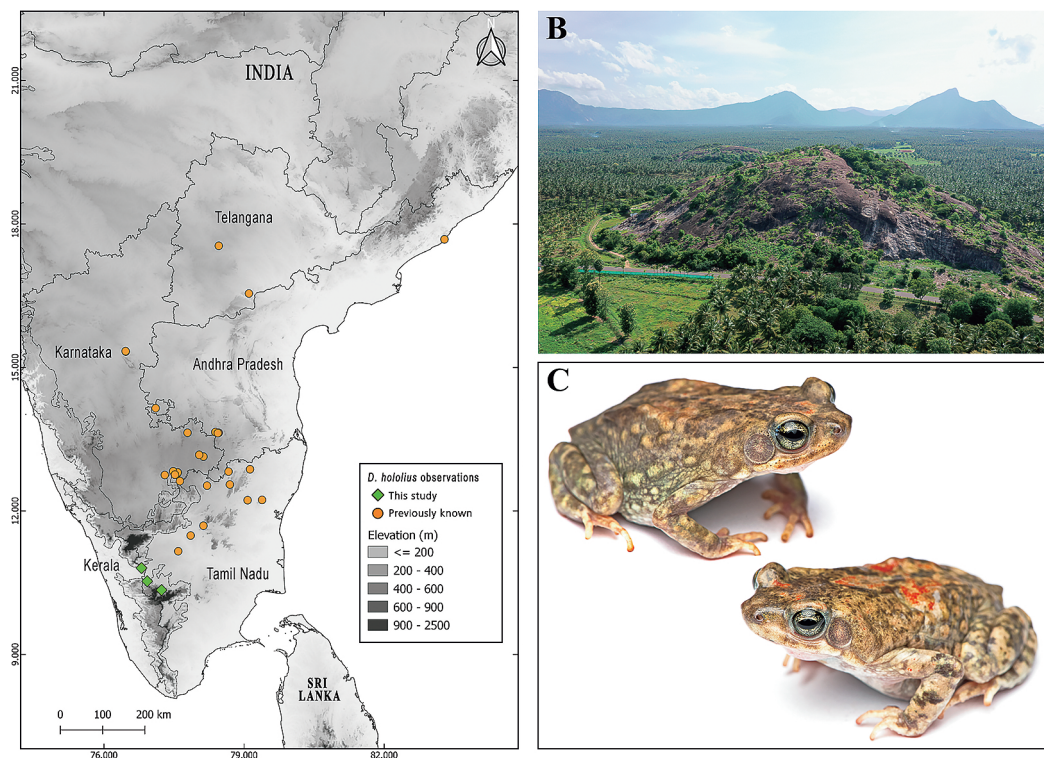 N
INDIA
21.000
18.000
15.000
12.000
9.000
Telangana
Karnataka
Andhra Pradesh
Kerala
Tamil Nadu
SRI
LANKA
D. hololius observations
This study
Previously known
Elevation (m)
<= 200
200 - 400
400 - 600
600 - 900
900 - 2500
0 100 200 km
76.000 79.000 82.000
B
C